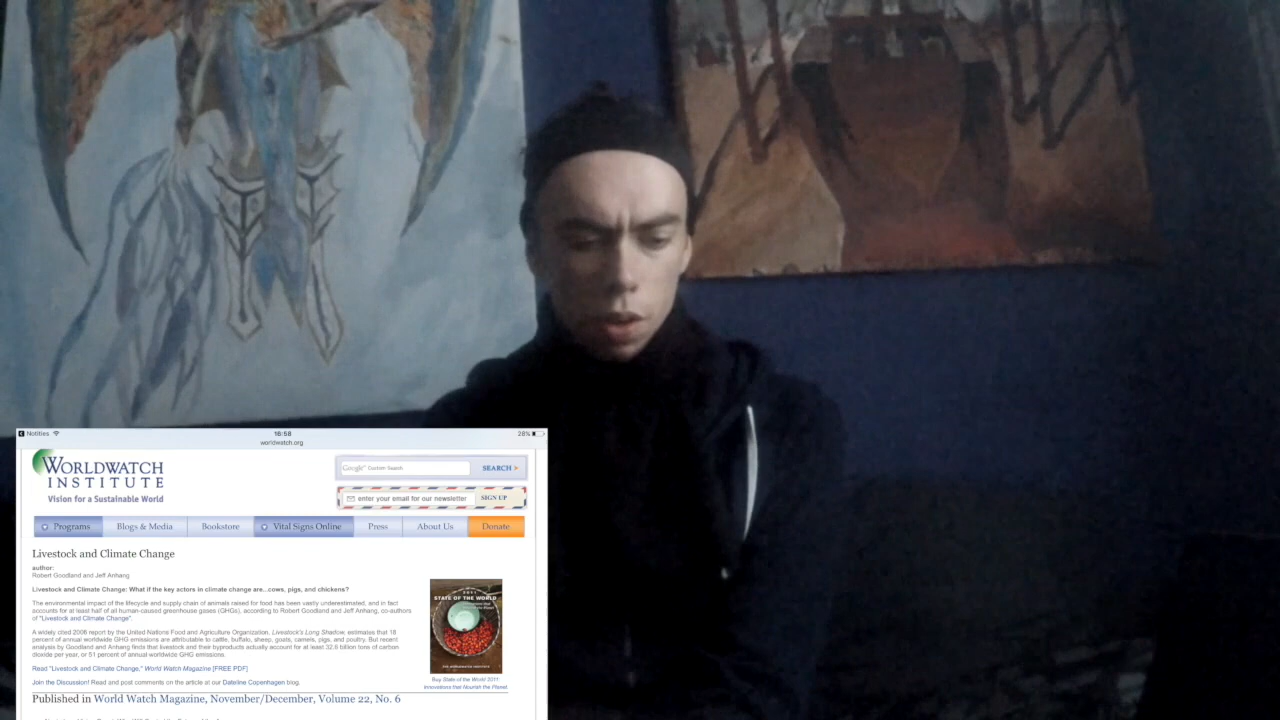 Notities 16:58 28%
worldwatch.org
WORLDWATCH
INSTITUTE
Vision for a Sustainable World
Google Custom Search SEARCH >
enter your email for our newsletter SIGN UP
Programs Blogs & Media Bookstore Vital Signs Online Press About Us Donate
Livestock and Climate Change
author:
Robert Goodland and Jeff Anhang
Livestock and Climate Change: What if the key actors in climate change are...cows, pigs, and chickens?
The environmental impact of the lifecycle and supply chain of animals raised for food has been vastly underestimated, and in fact
accounts for at least half of all human-caused greenhouse gases (GHGs), according to Robert Goodland and Jeff Anhang, co-authors
of "Livestock and Climate Change".
A widely cited 2006 report by the United Nations Food and Agriculture Organization, Livestock's Long Shadow, estimates that 18
percent of annual worldwide GHG emissions are attributable to cattle, buffalo, sheep, goats, camels, pigs, and poultry. But recent
analysis by Goodland and Anhang finds that livestock and their byproducts actually account for at least 32.6 billion tons of carbon
dioxide per year, or 51 percent of annual worldwide GHG emissions.
Read "Livestock and Climate Change," World Watch Magazine [FREE PDF]
Join the Discussion! Read and post comments on the article at our Dateline Copenhagen blog.
2011
STATE OF THE WORLD
THE WORLDWATCH INSTITUTE
Buy State of the World 2011
Innovations that Nourish the Planet.
Published in World Watch Magazine, November/December, Volume 22, No. 6